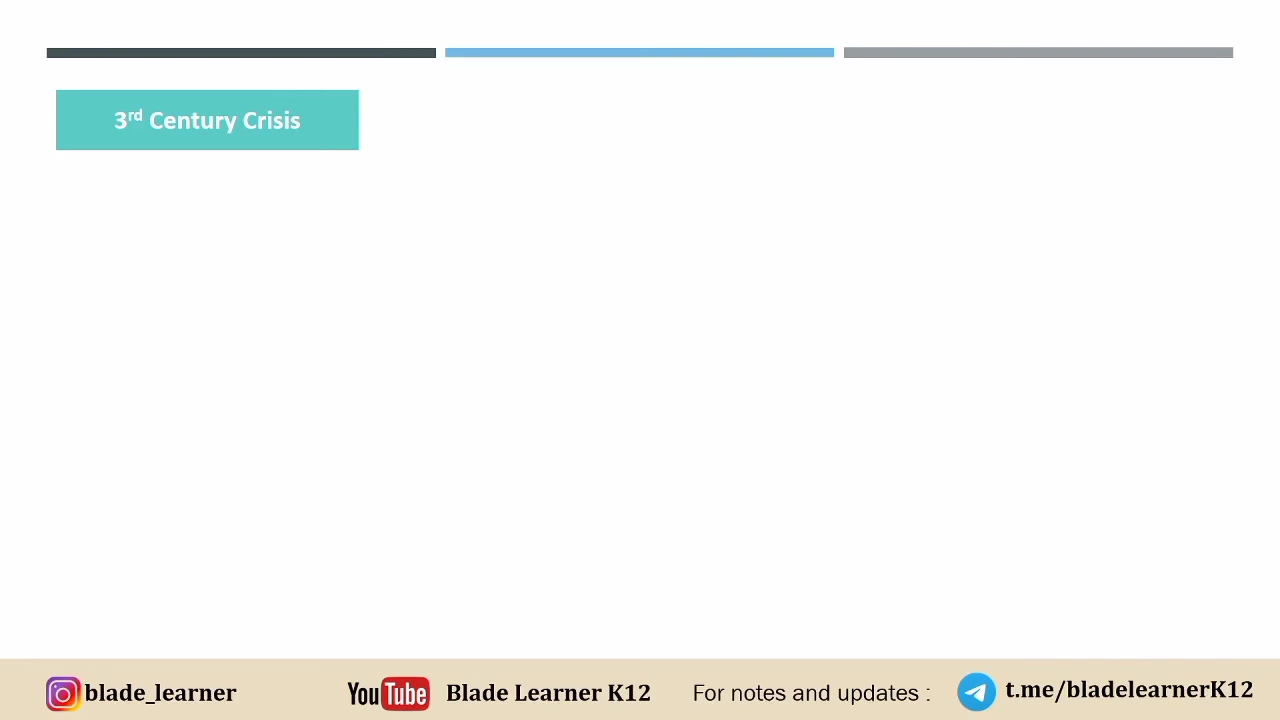 3rd Century Crisis
blade_learner
YouTube
Blade Learner K12
For notes and updates :
t.me/bladelearnerK12